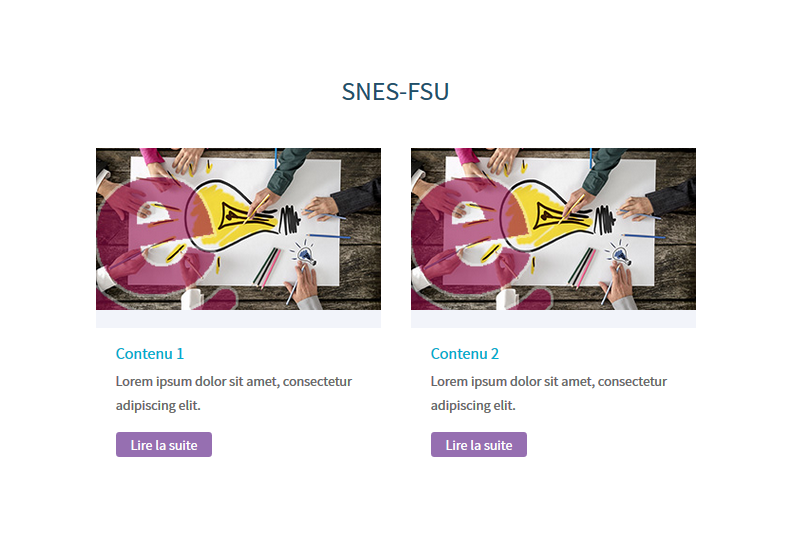 SNES-FSU
Contenu 1
Lorem ipsum dolor sit amet, consectetur
adipiscing elit.
Lire la suite
Contenu 2
Lorem ipsum dolor sit amet, consectetur
adipiscing elit.
Lire la suite